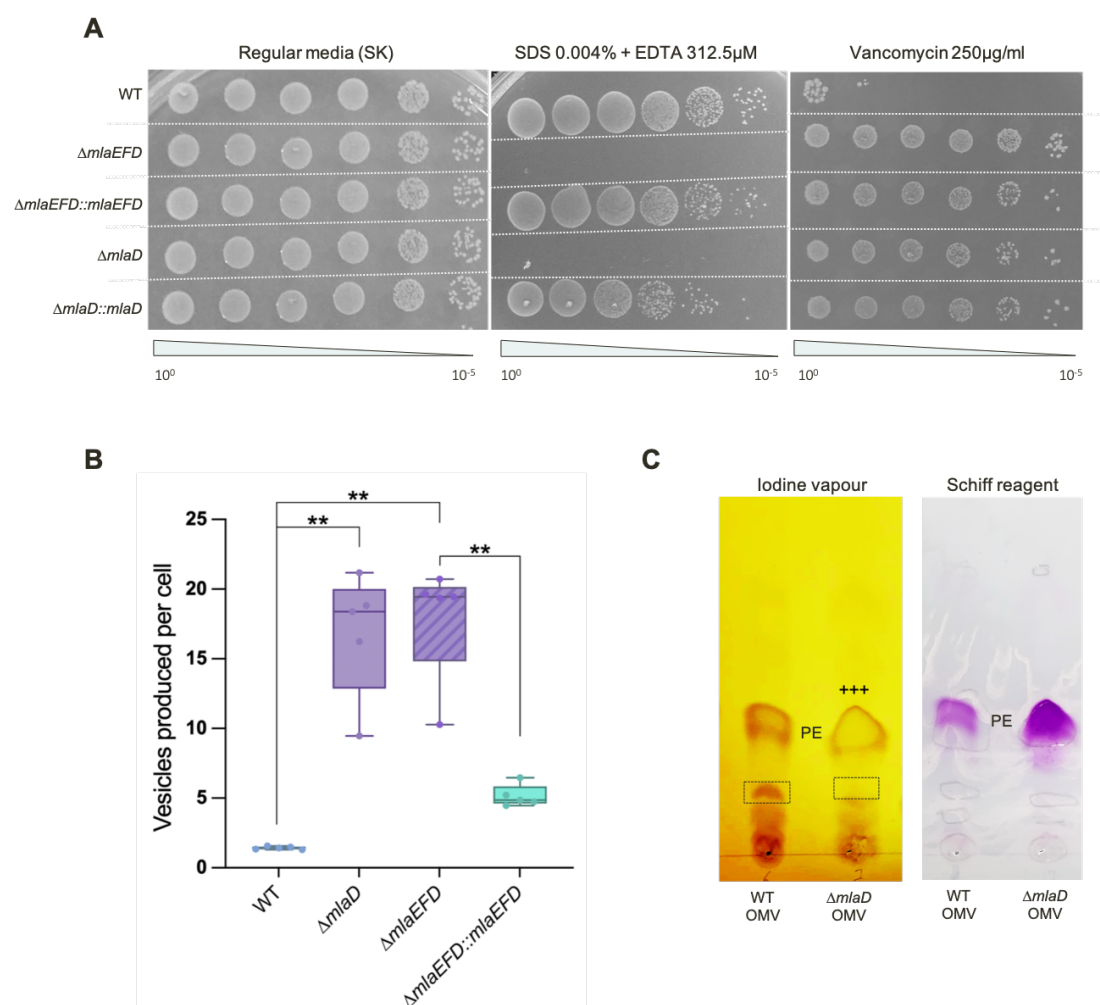 A
Regular media (SK)
SDS 0.004% + EDTA 312.5µM
Vancomycin 250µg/ml
WT
ΔmlaEFD
ΔmlaEFD::mlaEFD
ΔmlaD
ΔmlaD::mlaD
10⁰
10⁻⁵
10⁰
10⁻⁵
10⁰
10⁻⁵
B
Vesicles produced per cell
25
20
15
10
5
0
**
**
**
WT
ΔmlaD
ΔmlaEFD
ΔmlaEFD::mlaEFD
C
Iodine vapour
Schiff reagent
+++
PE
PE
WT
OMV
ΔmlaD
OMV
WT
OMV
ΔmlaD
OMV